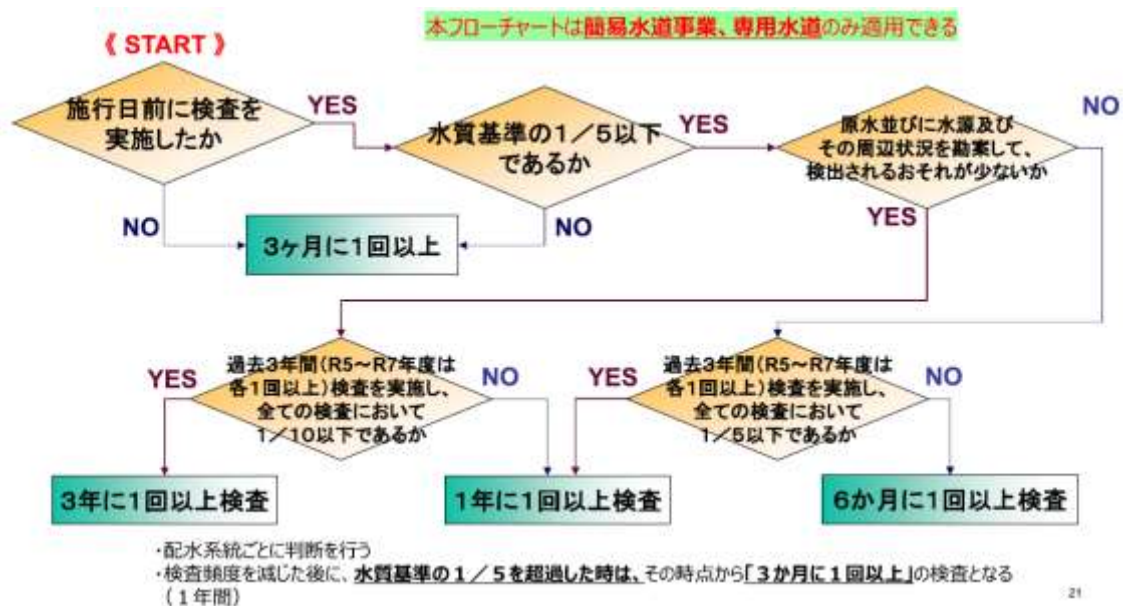 本フローチャートは簡易水道事業、専用水道のみ適用できる
《 START 》
施行日前に検査を
実施したか
YES
NO
水質基準の1／5以下
であるか
YES
NO
原水並びに水源及び
その周辺状況を勘案して、
検出されるおそれが少ないか
NO
YES
3ヶ月に1回以上
過去3年間(R5～R7年度は
各1回以上)検査を実施し、
全ての検査において
1／10以下であるか
YES
NO
過去3年間(R5～R7年度は
各1回以上)検査を実施し、
全ての検査において
1／5以下であるか
YES
NO
3年に1回以上検査
1年に1回以上検査
6か月に1回以上検査
・配水系統ごとに判断を行う
・検査頻度を減じた後に、水質基準の１／５を超過した時は、その時点から「３か月に１回以上」の検査となる
（１年間）
21